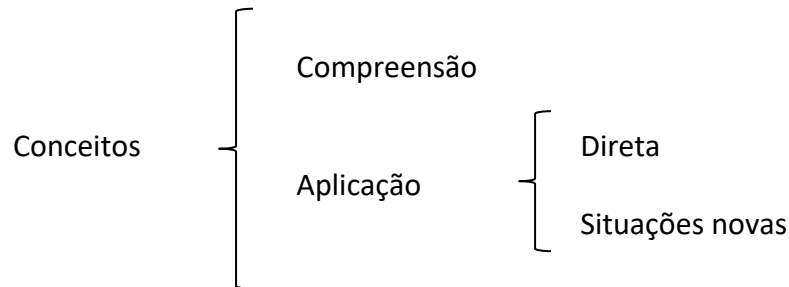 Compreensão
Conceitos
Direta
Aplicação
Situações novas